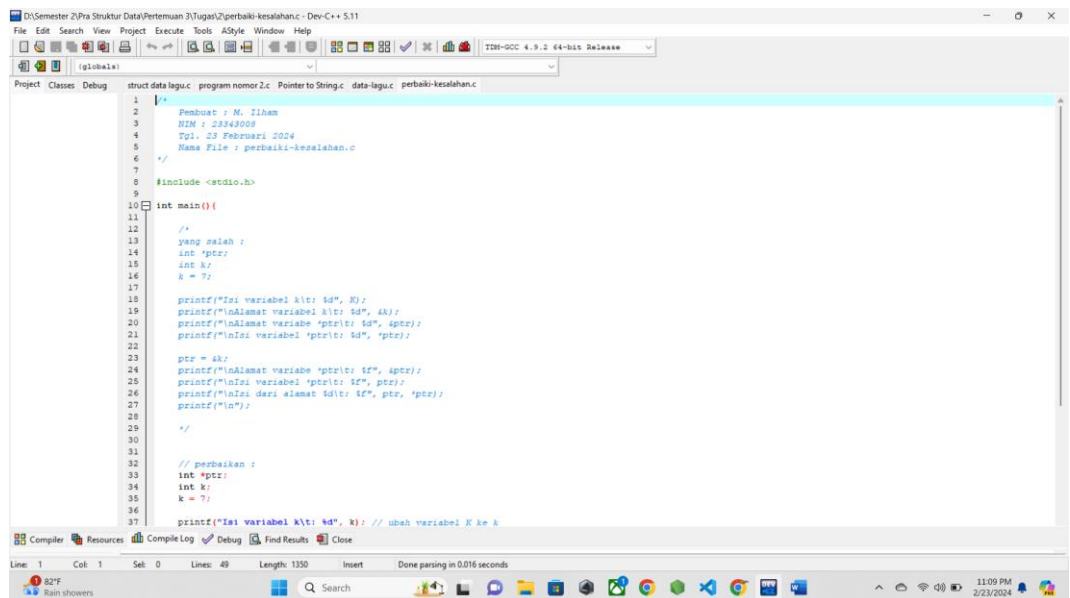 D:\Semester 2\Pra Struktur Data\Pertemuan 3\Tugas\2\perbaiki-kesalahan.c - Dev-C++ 5.11
File Edit Search View Project Execute Tools AStyle Window Help
TDM-GCC 4.9.2 64-bit Release
(globals)
Project Classes Debug struct data lagu.c program nomor 2.c Pointer to String.c data-lagu.c perbaiki-kesalahan.c
1 /*
2 Pembuat : M. Ilham
3 NIM : 23343008
4 Tgl. 23 Februari 2024
5 Nama File : perbaiki-kesalahan.c
6 */
7
8 #include <stdio.h>
9
10 int main(){
11
12 /*
13 yang salah :
14 int *ptr;
15 int k;
16 k = 7;
17
18 printf("Isi variabel k\t: %d", K);
19 printf("\nAlamat variabel k\t: %d", &k);
20 printf("\nAlamat variabe *ptr\t: %d", &ptr);
21 printf("\nIsi variabel *ptr\t: %d", *ptr);
22
23 ptr = &k;
24 printf("\nAlamat variabe *ptr\t: %f", &ptr);
25 printf("\nIsi variabel *ptr\t: %f", ptr);
26 printf("\nIsi dari alamat %d\t: %f", ptr, *ptr);
27 printf("\n");
28
29 */
30
31
32 // perbaikan :
33 int *ptr;
34 int k;
35 k = 7;
36
37 printf("Isi variabel k\t: %d", k); // ubah variabel K ke k
Compiler Resources Compile Log Debug Find Results Close
Line: 1 Col: 1 Sel: 0 Lines: 49 Length: 1350 Insert Done parsing in 0.016 seconds
1 82°F
Rain showers
Search
11:09 PM
2/23/2024